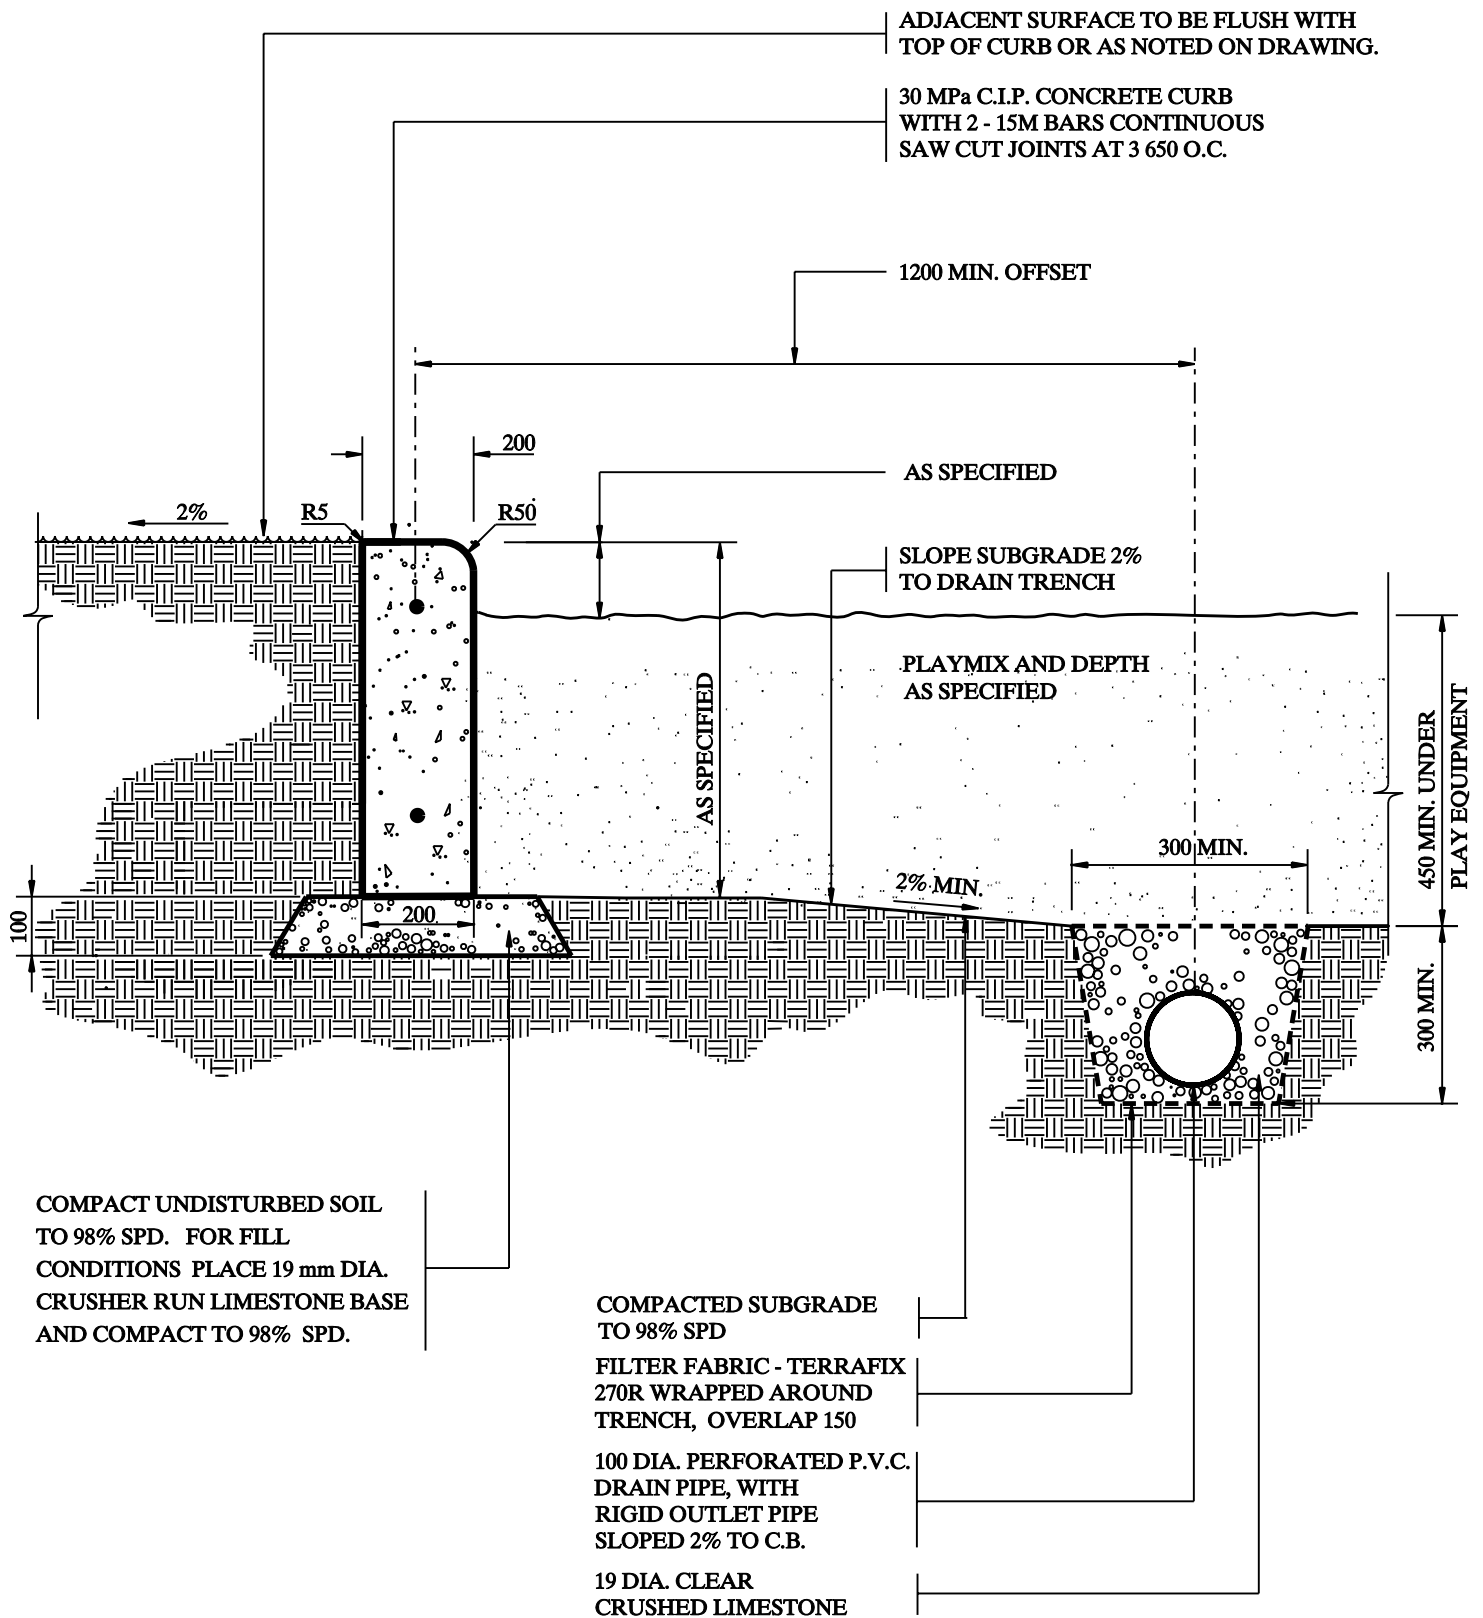 ADJACENT SURFACE TO BE FLUSH WITH
TOP OF CURB OR AS NOTED ON DRAWING.
30 MPa C.I.P. CONCRETE CURB
WITH 2 - 15M BARS CONTINUOUS
SAW CUT JOINTS AT 3 650 O.C.
1200 MIN. OFFSET
200
AS SPECIFIED
2%
R5
R50
SLOPE SUBGRADE 2%
TO DRAIN TRENCH
PLAYMIX AND DEPTH
AS SPECIFIED
AS SPECIFIED
450 MIN. UNDER
PLAY EQUIPMENT
300 MIN.
2% MIN.
200
100
300 MIN.
COMPACT UNDISTURBED SOIL
TO 98% SPD. FOR FILL
CONDITIONS PLACE 19 mm DIA.
CRUSHER RUN LIMESTONE BASE
AND COMPACT TO 98% SPD.
COMPACTED SUBGRADE
TO 98% SPD
FILTER FABRIC - TERRAFIX
270R WRAPPED AROUND
TRENCH, OVERLAP 150
100 DIA. PERFORATED P.V.C.
DRAIN PIPE, WITH
RIGID OUTLET PIPE
SLOPED 2% TO C.B.
19 DIA. CLEAR
CRUSHED LIMESTONE